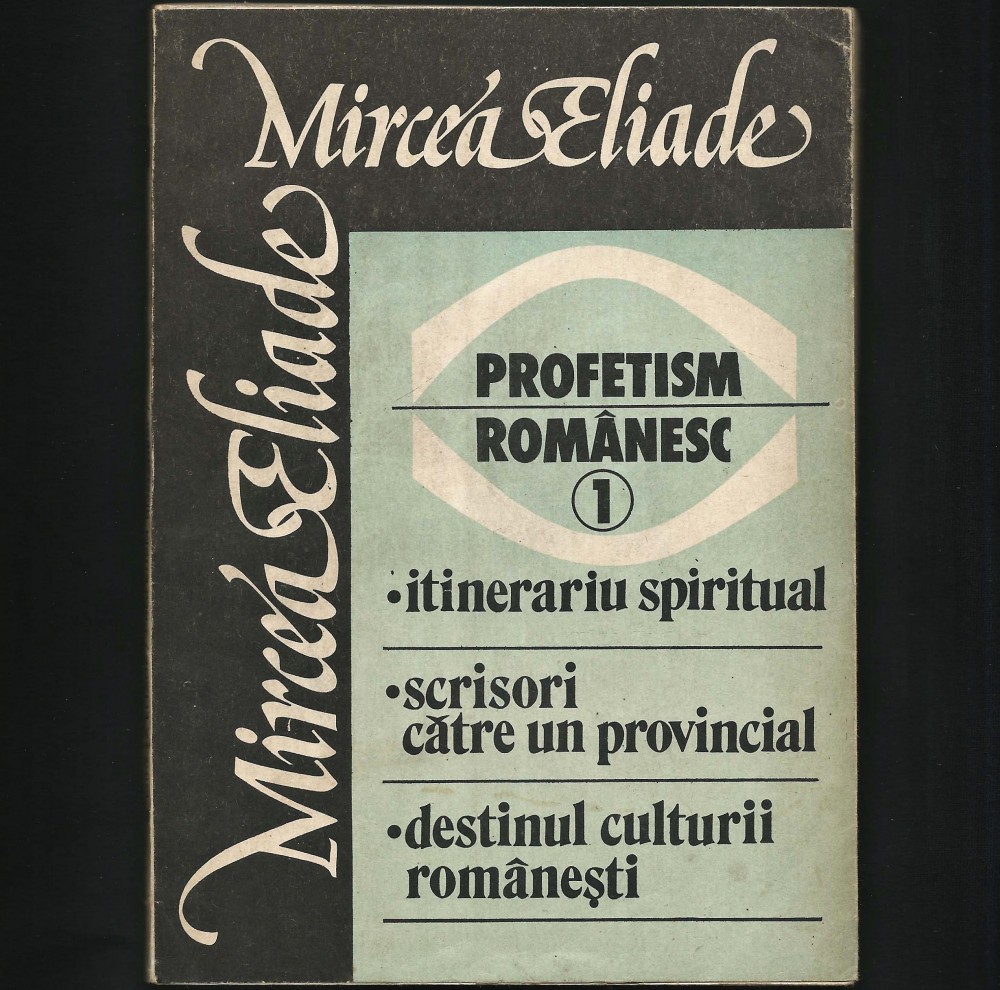 Mircea Eliade
Mircea Eliade
PROFETISM
ROMÂNESC
1
•itinerariu spiritual
•scrisori
către un provincial
•destinul culturii
românești